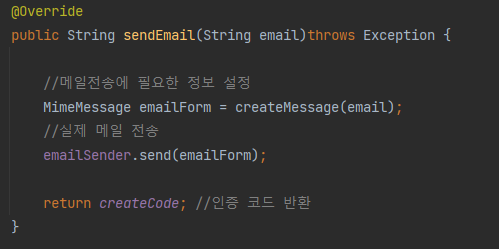 @Override
public String sendEmail(String email)throws Exception {
//메일전송에 필요한 정보 설정
MimeMessage emailForm = createMessage(email);
//실제 메일 전송
emailSender.send(emailForm);
return createCode; //인증 코드 반환
}